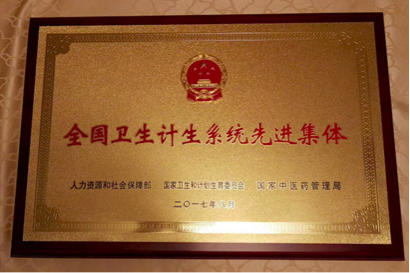 全国卫生计生系统先进集体
人力资源和社会保障部 国家卫生和计划生育委员会 国家中医药管理局
二〇一七年 月